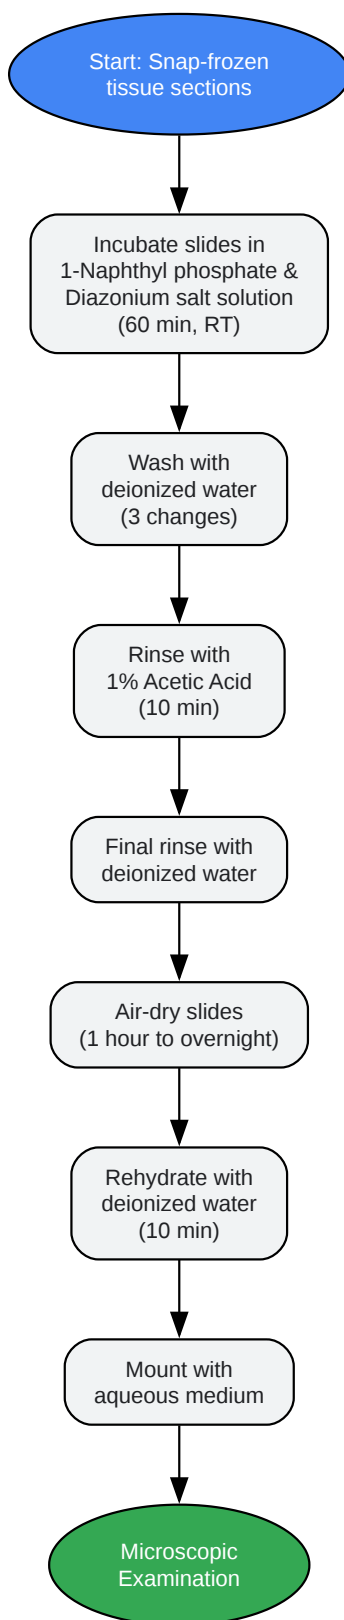 Start: Snap-frozen
tissue sections
Incubate slides in
1-Naphthyl phosphate &
Diazonium salt solution
(60 min, RT)
Wash with
deionized water
(3 changes)
Rinse with
1% Acetic Acid
(10 min)
Final rinse with
deionized water
Air-dry slides
(1 hour to overnight)
Rehydrate with
deionized water
(10 min)
Mount with
aqueous medium
Microscopic
Examination